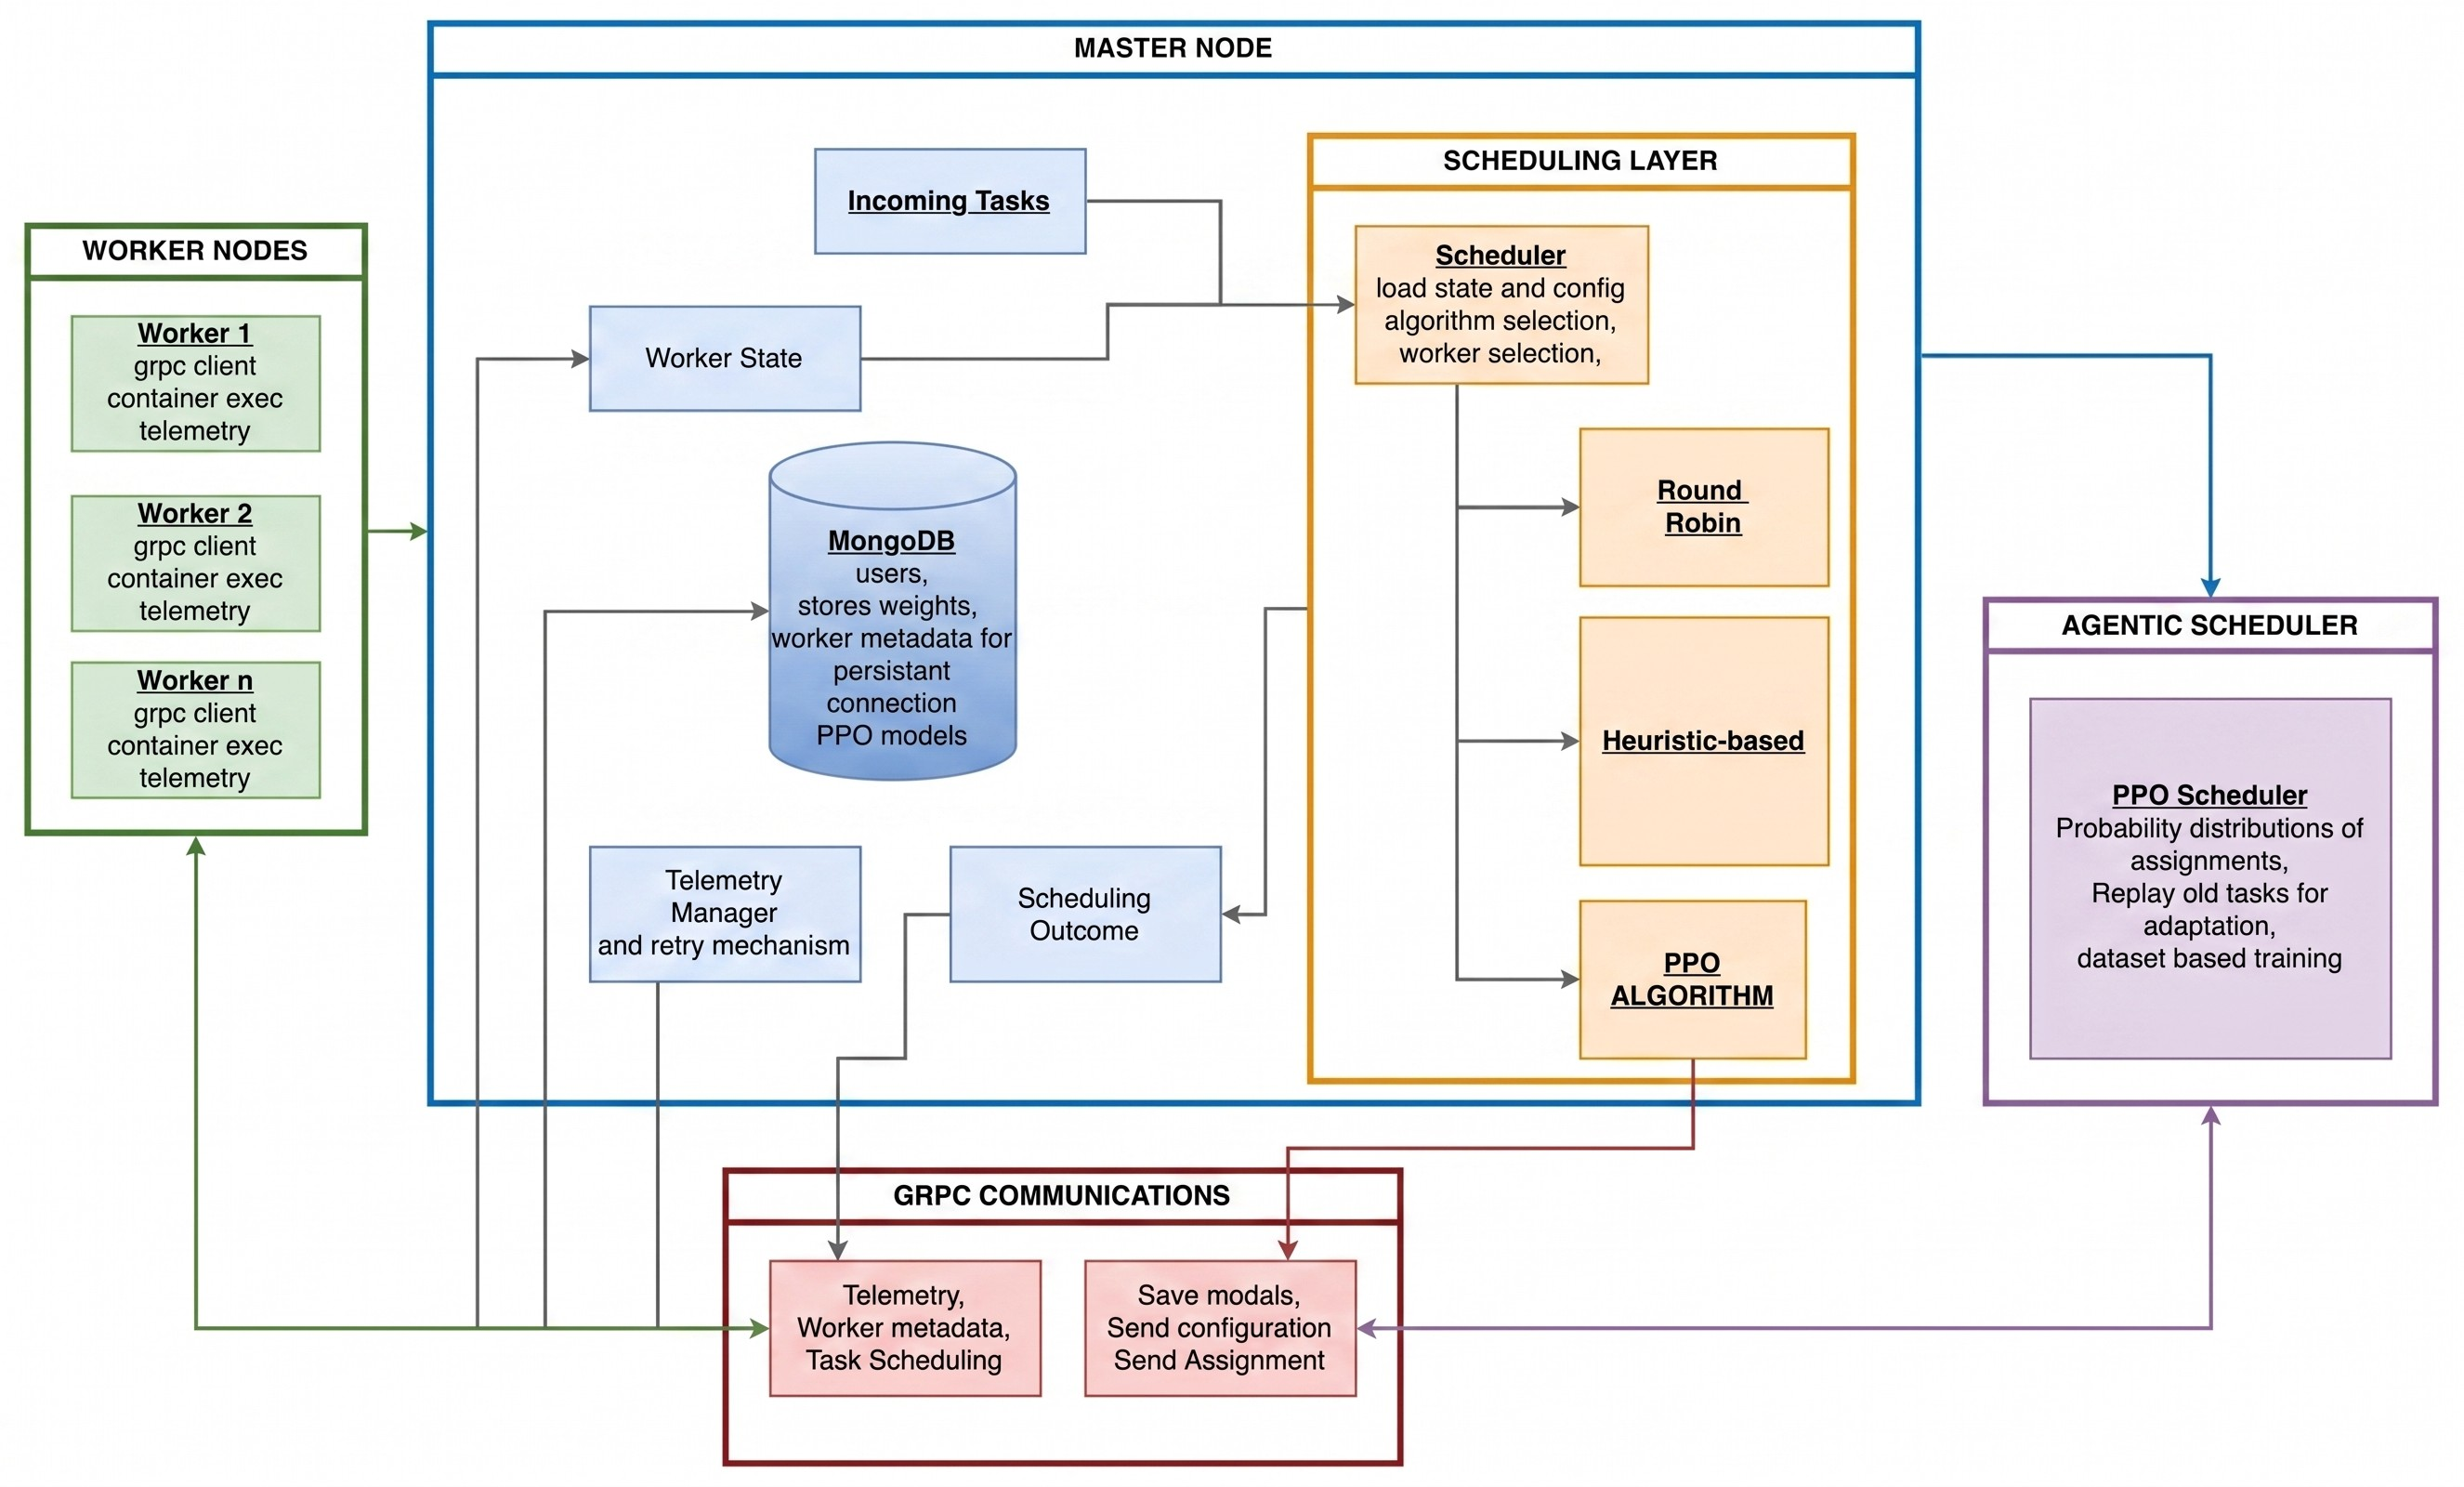 MASTER NODE
WORKER NODES
Worker 1
grpc client
container exec
telemetry
Worker 2
grpc client
container exec
telemetry
Worker n
grpc client
container exec
telemetry
Incoming Tasks
Worker State
MongoDB
users,
stores weights,
worker metadata for
persistant
connection
PPO models
Telemetry
Manager
and retry mechanism
Scheduling
Outcome
SCHEDULING LAYER
Scheduler
load state and config
algorithm selection,
worker selection,
Round
Robin
Heuristic-based
PPO
ALGORITHM
AGENTIC SCHEDULER
PPO Scheduler
Probability distributions of
assignments,
Replay old tasks for
adaptation,
dataset based training
GRPC COMMUNICATIONS
Telemetry,
Worker metadata,
Task Scheduling
Save modals,
Send configuration
Send Assignment